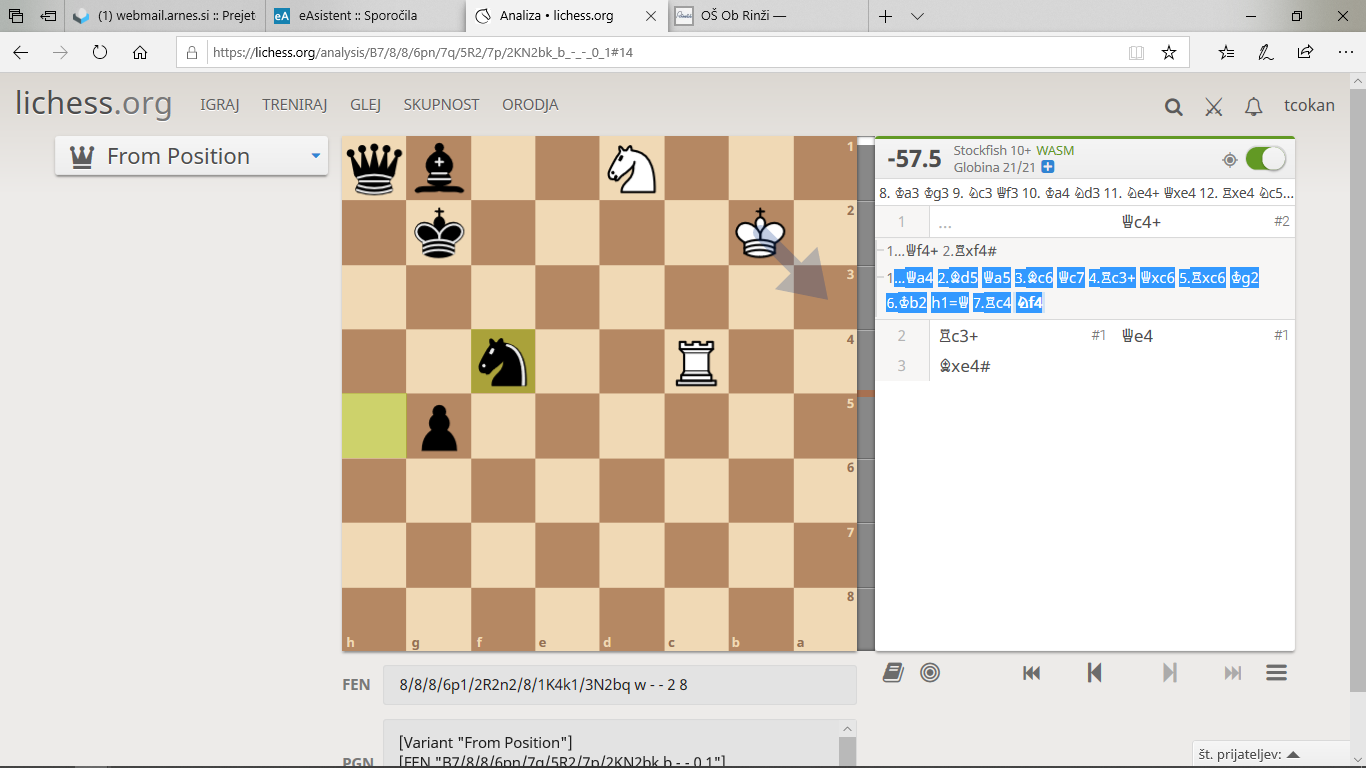 (1) webmail.arnes.si :: Prejet
eA eAsistent :: Sporočila
Analiza • lichess.org
OŠ Ob Rinži —
https://lichess.org/analysis/B7/8/8/6pn/7q/5R2/7p/2KN2bk_b_-_-_0_1#14
lichess.org IGRAJ TRENIRAJ GLEJ SKUPNOST ORODJA tcokan
From Position
1
2
3
4
5
6
7
8
h g f e d c b a
-57.5 Stockfish 10+ WASM
Globina 21/21
8. ♔a3 ♔g3 9. ♘c3 ♕f3 10. ♔a4 ♘d3 11. ♘e4+ ♕xe4 12. ♖xe4 ♘c5...
1 ... ♕c4+ #2
1...♕f4+ 2.♖xf4#
1...♕a4 2.♗d5 ♕a5 3.♗c6 ♕c7 4.♖c3+ ♕xc6 5.♖xc6 ♔g2
6.♔b2 h1=♕ 7.♖c4 ♘f4
2 ♖c3+ #1 ♕e4 #1
3 ♗xe4#
FEN 8/8/8/6p1/2R2n2/8/1K4k1/3N2bq w - - 2 8
PGN [Variant "From Position"]
[FEN "B7/8/8/6pn/7q/5R2/7p/2KN2bk b - - 0 1"]
št. prijateljev: